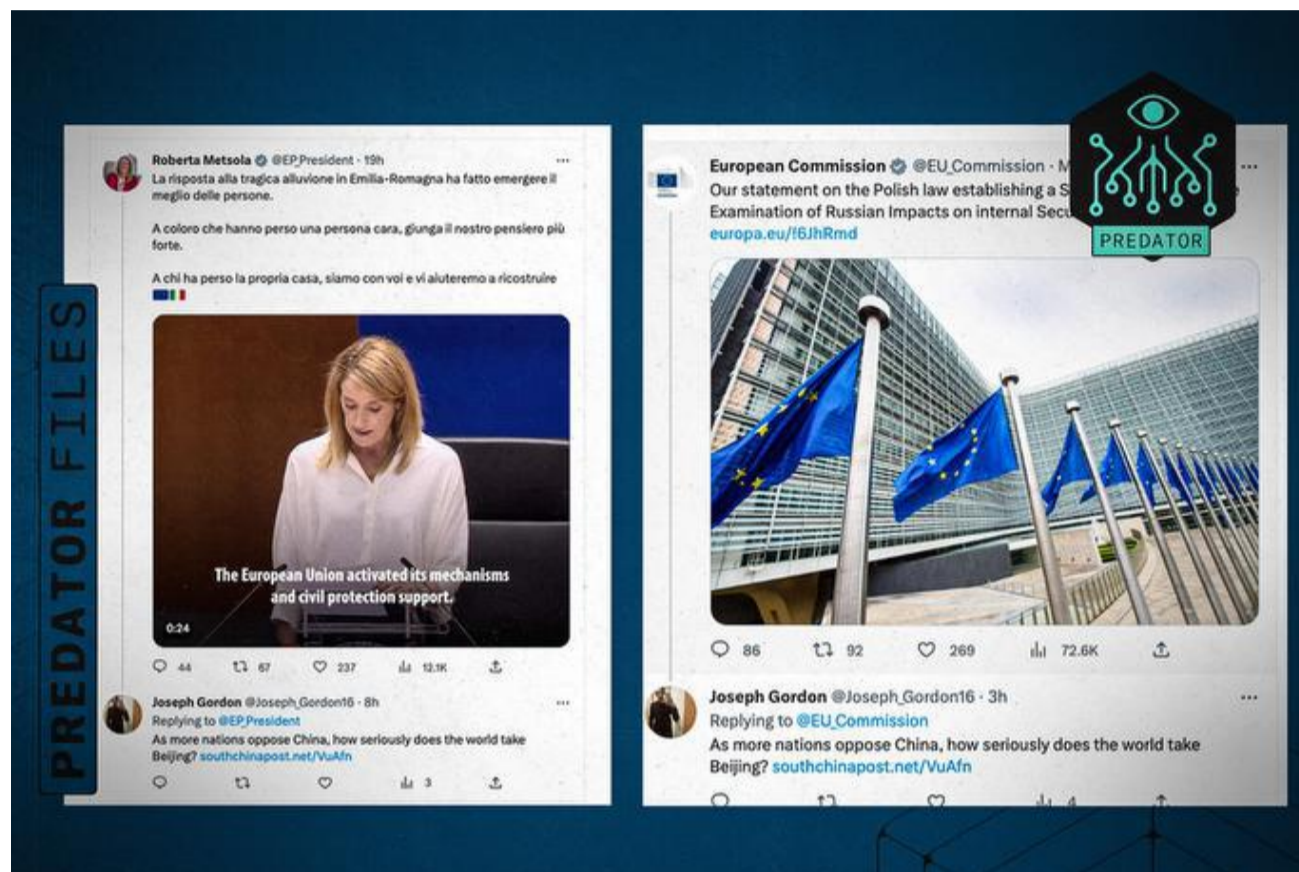 PREDATOR FILES
Roberta Metsola @EP_President · 19h
La risposta alla tragica alluvione in Emilia-Romagna ha fatto emergere il
meglio delle persone.
A coloro che hanno perso una persona cara, giunga il nostro pensiero più
forte.
A chi ha perso la propria casa, siamo con voi e vi aiuteremo a ricostruire
The European Union activated its mechanisms
and civil protection support.
0:24
44 67 237 12.1K
Joseph Gordon @Joseph_Gordon16 · 8h
Replying to @EP_President
As more nations oppose China, how seriously does the world take
Beijing? southchinapost.net/VuAfn
3
European Commission @EU_Commission ·
Our statement on the Polish law establishing a
Examination of Russian Impacts on internal
europa.eu/!6JhRmd
PREDATOR
86 92 269 72.6K
Joseph Gordon @Joseph_Gordon16 · 3h
Replying to @EU_Commission
As more nations oppose China, how seriously does the world take
Beijing? southchinapost.net/VuAfn
4